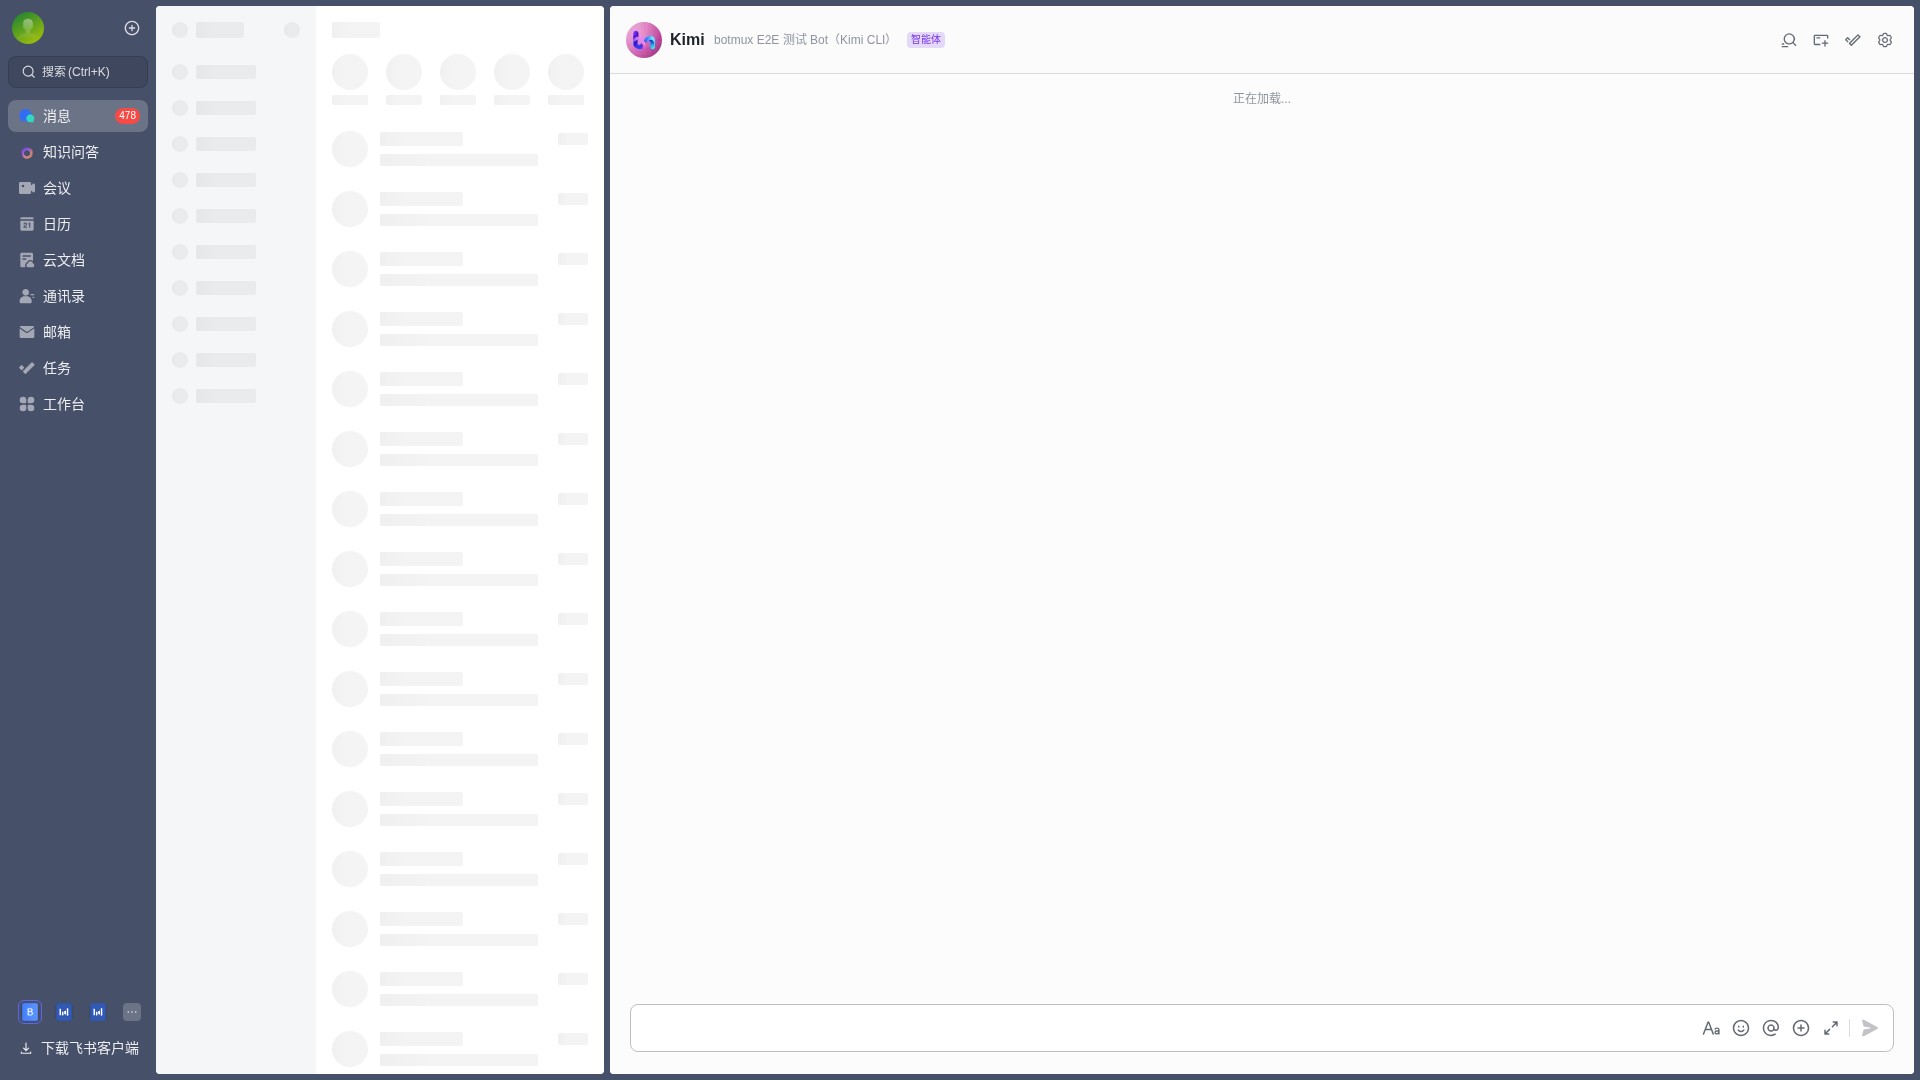 搜索 (Ctrl+K)
消息 478
知识问答
会议
日历
云文档
通讯录
邮箱
任务
工作台
B
下载飞书客户端
Kimi botmux E2E 测试 Bot（Kimi CLI） 智能体
正在加载...
Aa